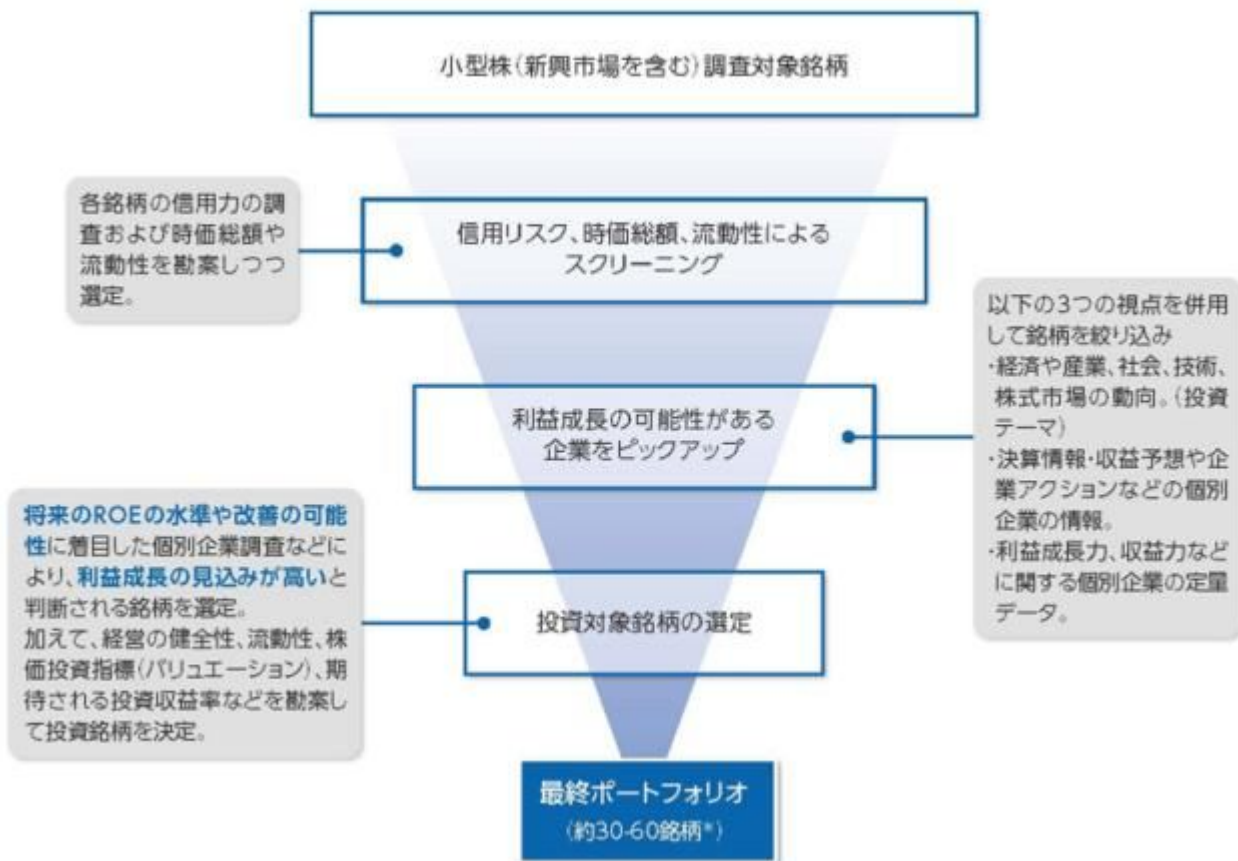 小型株(新興市場を含む)調査対象銘柄
各銘柄の信用力の調
査および時価総額や
流動性を勘案しつつ
選定。
信用リスク、時価総額、流動性による
スクリーニング
以下の3つの視点を併用
して銘柄を絞り込み
・経済や産業、社会、技術、
株式市場の動向。(投資
テーマ)
・決算情報・収益予想や企
業アクションなどの個別
企業の情報。
・利益成長力、収益力など
に関する個別企業の定量
データ。
利益成長の可能性がある
企業をピックアップ
将来のROEの水準や改善の可能
性に着目した個別企業調査などに
より、利益成長の見込みが高いと
判断される銘柄を選定。
加えて、経営の健全性、流動性、株
価投資指標(バリュエーション)、期
待される投資収益率などを勘案し
て投資銘柄を決定。
投資対象銘柄の選定
最終ポートフォリオ
(約30-60銘柄*)